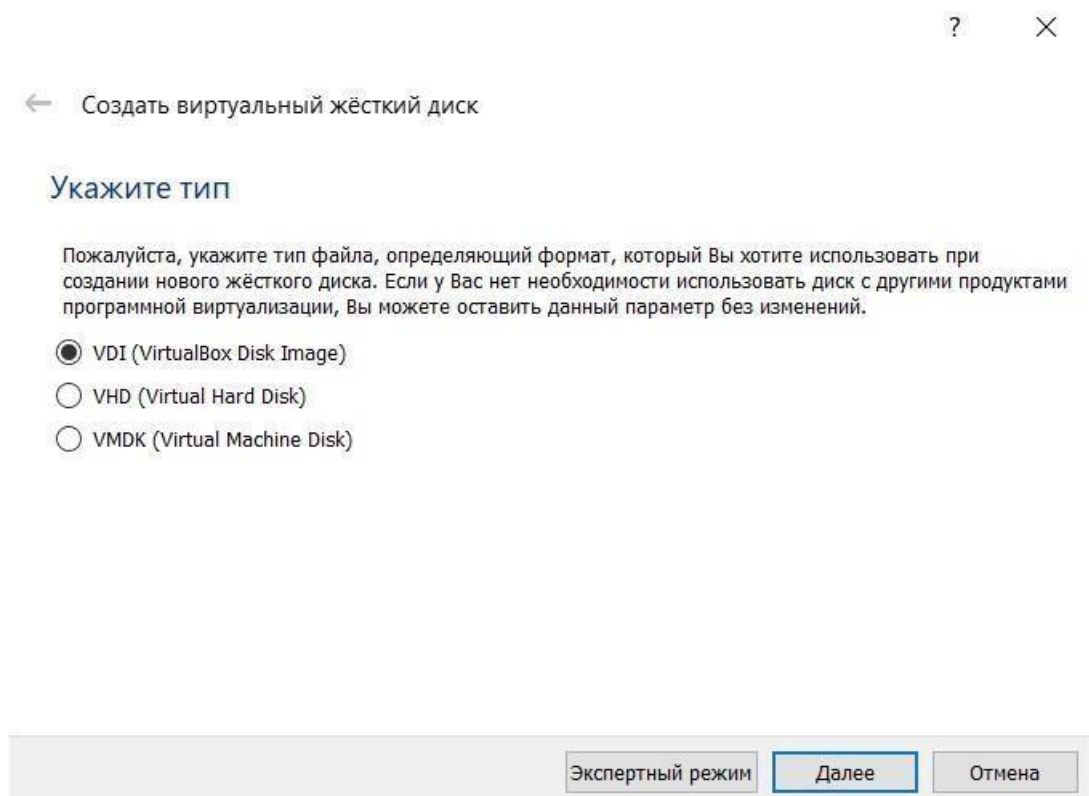 ?
Создать виртуальный жёсткий диск
Укажите тип
Пожалуйста, укажите тип файла, определяющий формат, который Вы хотите использовать при
создании нового жёсткого диска. Если у Вас нет необходимости использовать диск с другими продуктами
программной виртуализации, Вы можете оставить данный параметр без изменений.
VDI (VirtualBox Disk Image)
VHD (Virtual Hard Disk)
VMDK (Virtual Machine Disk)
Экспертный режим Далее Отмена